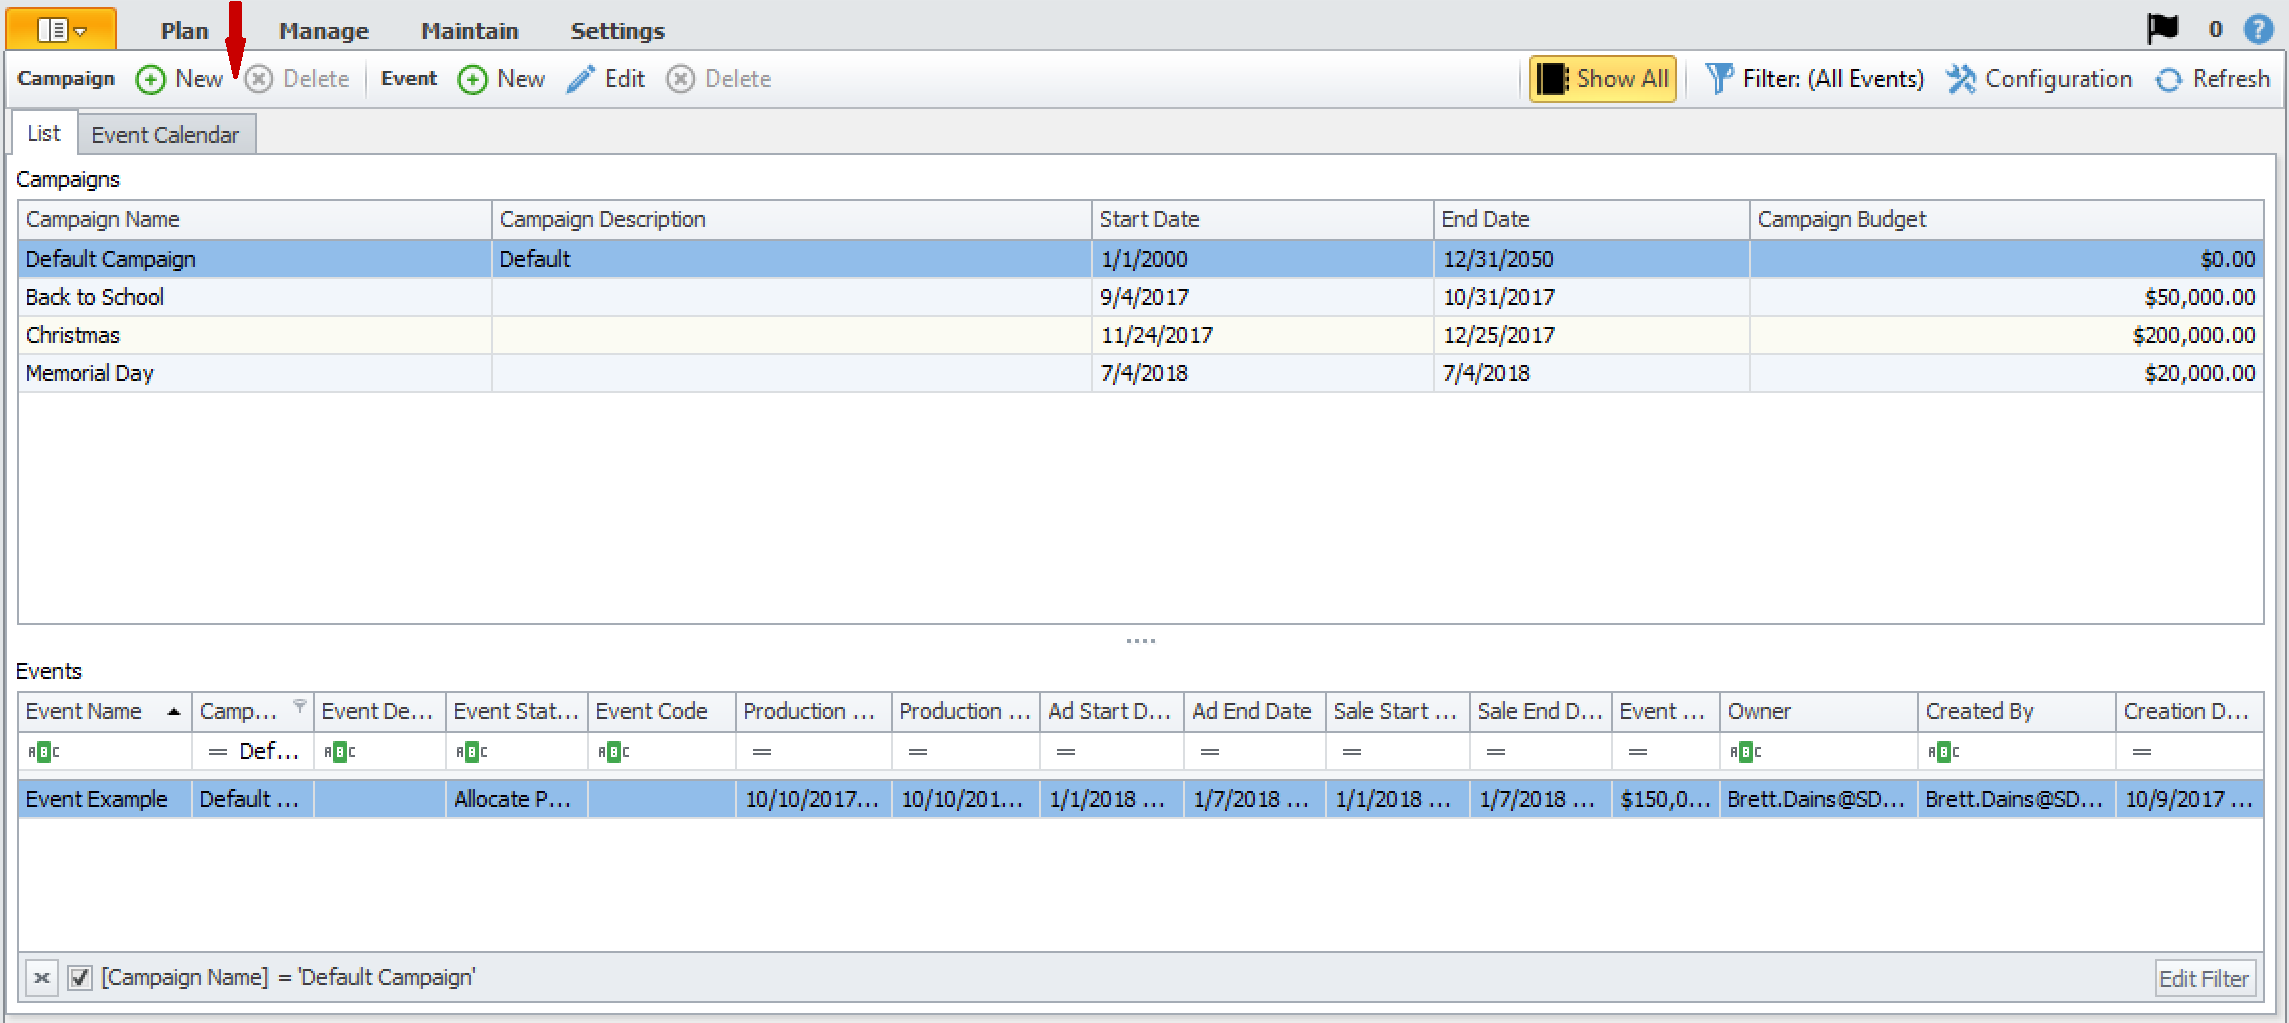 Plan Manage Maintain Settings 0 ?
Campaign New Delete Event New Edit Delete Show All Filter: (All Events) Configuration Refresh
List Event Calendar
Campaigns
Campaign Name Campaign Description Start Date End Date Campaign Budget
Default Campaign Default 1/1/2000 12/31/2050 $0.00
Back to School 9/4/2017 10/31/2017 $50,000.00
Christmas 11/24/2017 12/25/2017 $200,000.00
Memorial Day 7/4/2018 7/4/2018 $20,000.00
Events
Event Name Camp... Event De... Event Stat... Event Code Production ... Production ... Ad Start D... Ad End Date Sale Start ... Sale End D... Event ... Owner Created By Creation D...
ABC = Def... ABC ABC ABC = = = = = = = ABC ABC =
Event Example Default ... Allocate P... 10/10/2017... 10/10/201... 1/1/2018 ... 1/7/2018 ... 1/1/2018 ... 1/7/2018 ... $150,0... Brett.Dains@SD... Brett.Dains@SD... 10/9/2017 ...
[Campaign Name] = 'Default Campaign' Edit Filter